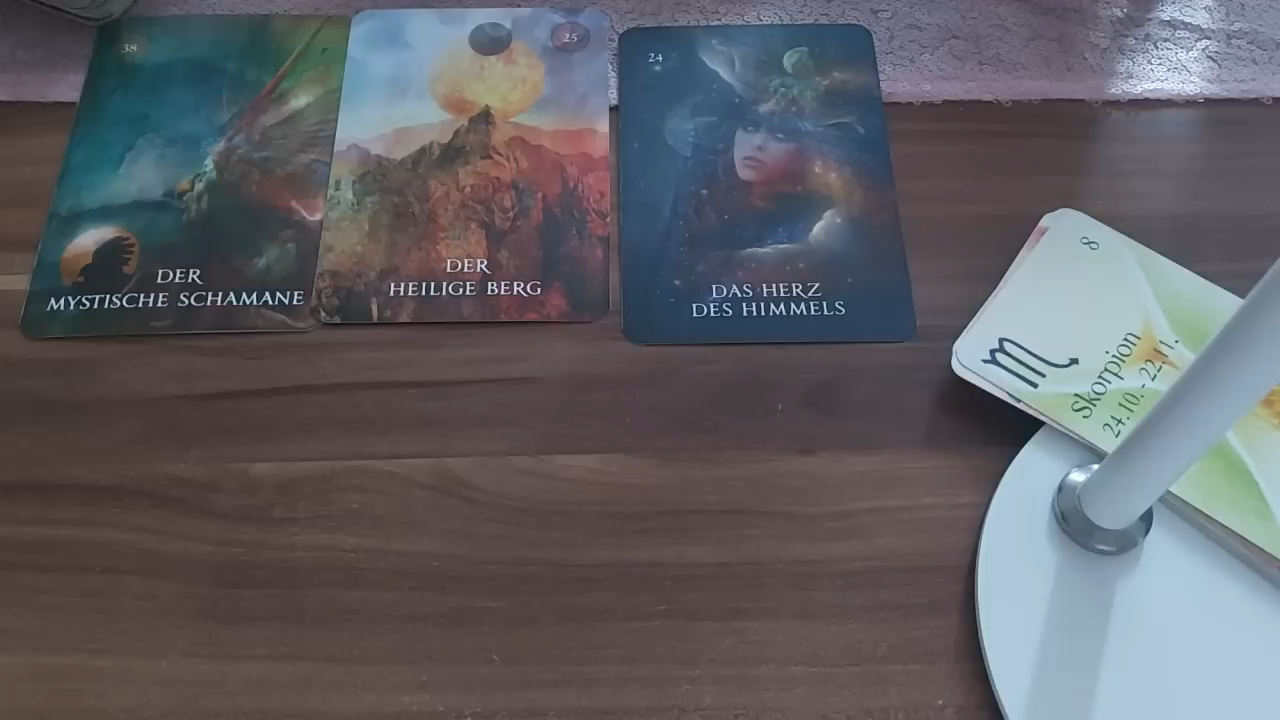 38
DER
MYSTISCHE SCHAMANE
25
DER
HEILIGE BERG
24
DAS HERZ
DES HIMMELS
8
Skorpion
24.10. - 22.11.